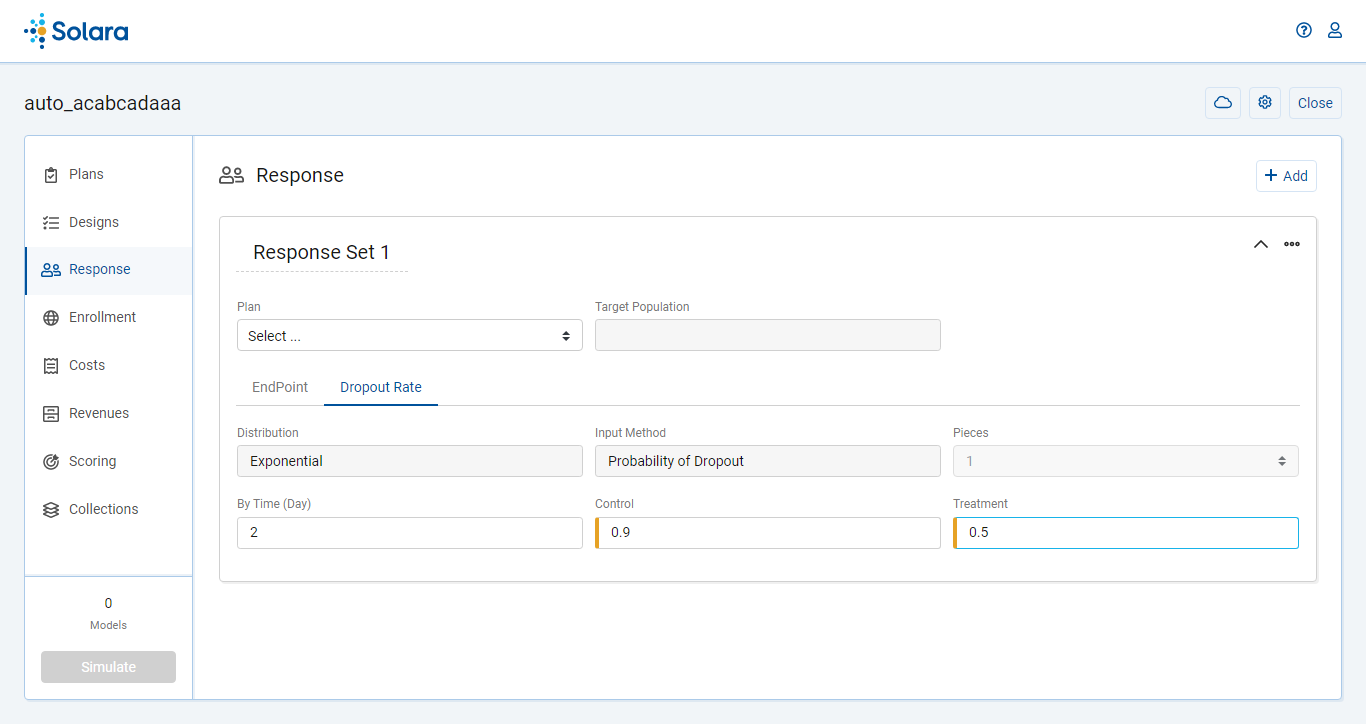 Solara
auto_acabcadaaa
Close
Plans
Designs
Response
Enrollment
Costs
Revenues
Scoring
Collections
0
Models
Simulate
Response
Add
Response Set 1
Plan
Target Population
Select ...
EndPoint
Dropout Rate
Distribution
Input Method
Pieces
Exponential
Probability of Dropout
1
By Time (Day)
Control
Treatment
2
0.9
0.5